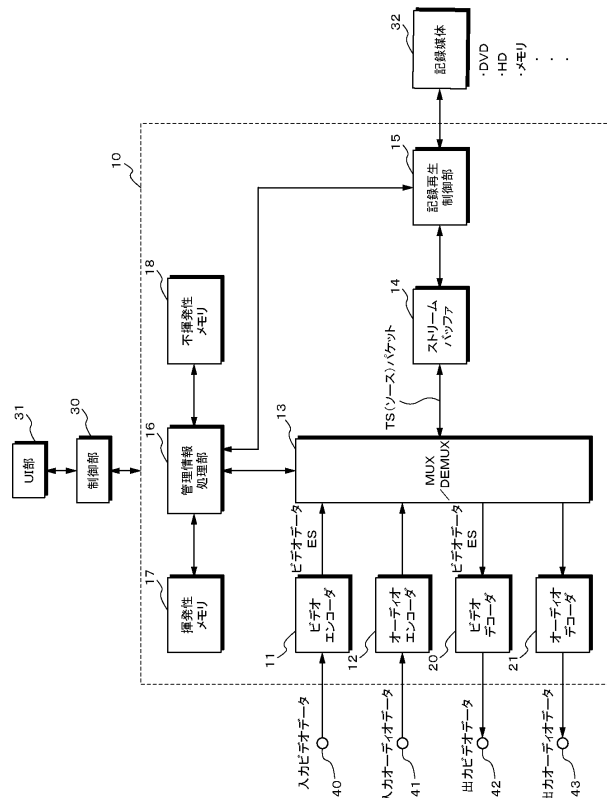 31
UI部
30
制御部
10
17
揮発性
メモリ
16
管理情報
処理部
18
不揮発性
メモリ
入力ビデオデータ
40
11
ビデオ
エンコーダ
ビデオデータ
ES
入力オーディオデータ
41
12
オーディオ
エンコーダ
出力ビデオデータ
42
20
ビデオ
デコーダ
ビデオデータ
ES
出力オーディオデータ
43
21
オーディオ
デコーダ
13
MUX
/DEMUX
TS(ソース)パケット
14
ストリーム
バッファ
15
記録再生
制御部
32
記録媒体
・DVD
・HD
・メモリ
・
・
・